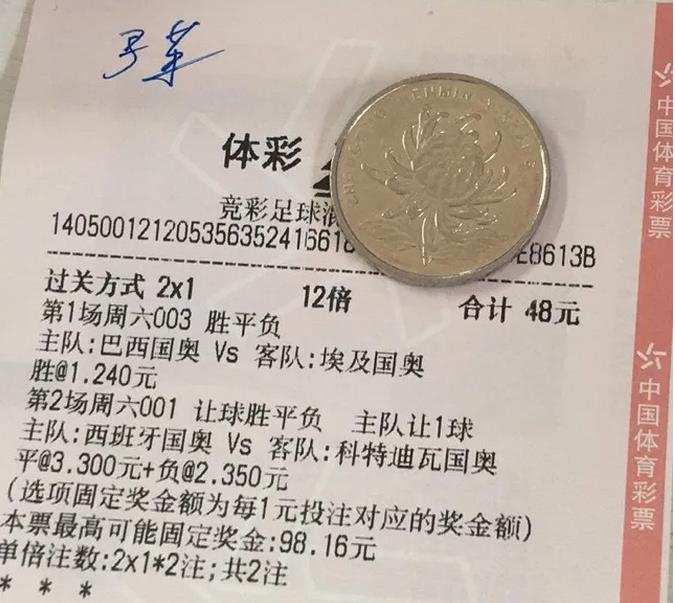 体彩
竞彩足球
140500121205356352416618
E8613B
过关方式 2x1 12倍 合计 48元
第1场周六003 胜平负
主队:巴西国奥 Vs 客队:埃及国奥
胜@1.240元
第2场周六001 让球胜平负 主队让1球
主队:西班牙国奥 Vs 客队:科特迪瓦国奥
平@3.300元+负@2.350元
(选项固定奖金额为每1元投注对应的奖金额)
本票最高可能固定奖金:98.16元
单倍注数:2x1*2注;共2注
* * *
中国体育彩票
中国体育彩票